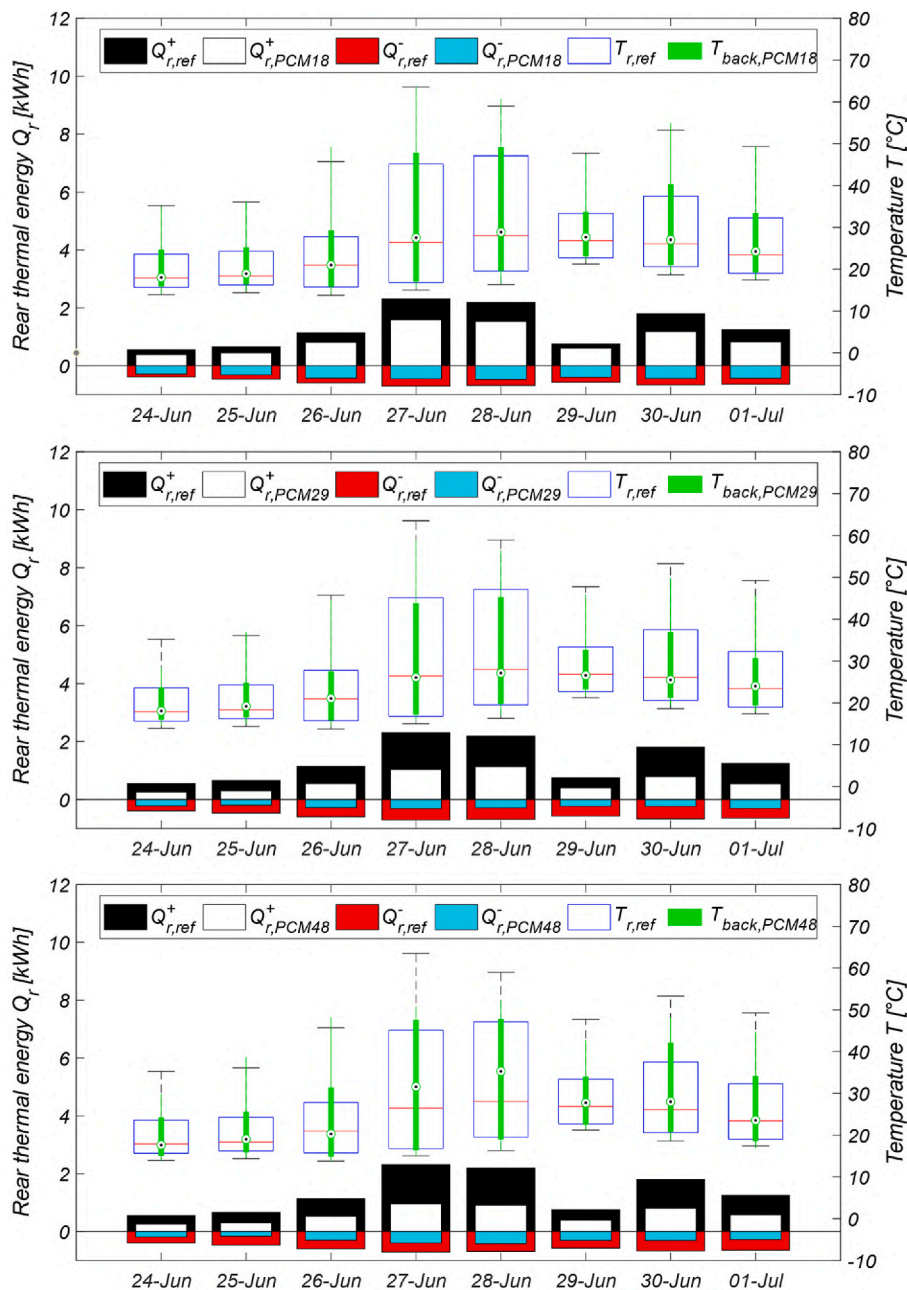 12 80
Q+r,ref Q+r,PCM18 Q-r,ref Q-r,PCM18 Tr,ref Tback,PCM18
10 70
60
8 50
6 40
30
4 20
2 10
0 0
-10
Rear thermal energy Qr [kWh]
Temperature T [°C]
24-Jun 25-Jun 26-Jun 27-Jun 28-Jun 29-Jun 30-Jun 01-Jul
12 80
Q+r,ref Q+r,PCM29 Q-r,ref Q-r,PCM29 Tr,ref Tback,PCM29
10 70
60
8 50
6 40
30
4 20
2 10
0 0
-10
Rear thermal energy Qr [kWh]
Temperature T [°C]
24-Jun 25-Jun 26-Jun 27-Jun 28-Jun 29-Jun 30-Jun 01-Jul
12 80
Q+r,ref Q+r,PCM48 Q-r,ref Q-r,PCM48 Tr,ref Tback,PCM48
10 70
60
8 50
6 40
30
4 20
2 10
0 0
-10
Rear thermal energy Qr [kWh]
Temperature T [°C]
24-Jun 25-Jun 26-Jun 27-Jun 28-Jun 29-Jun 30-Jun 01-Jul